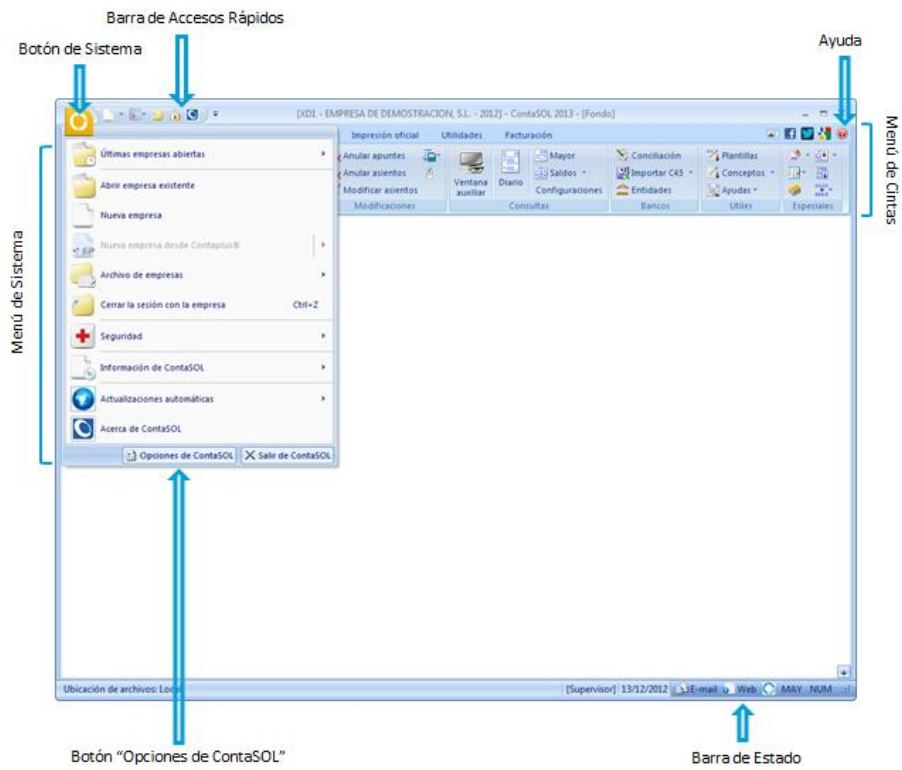 Barra de Accesos Rápidos
Botón de Sistema
Ayuda
[XD1 - EMPRESA DE DEMOSTRACION, S.L. - 2012] - ContaSOL 2013 - [Fondo]
Impresión oficial Utilidades Facturación
Últimas empresas abiertas
Abrir empresa existente
Nueva empresa
Nueva empresa desde Contaplus®
Archivo de empresas
Cerrar la sesión con la empresa Ctrl+Z
Seguridad
Información de ContaSOL
Actualizaciones automáticas
Acerca de ContaSOL
Opciones de ContaSOL Salir de ContaSOL
Anular apuntes
Anular asientos
Modificar asientos
Modificaciones
Ventana
auxiliar
Diario
Mayor
Saldos
Configuraciones
Consultas
Conciliación
Importar C43
Entidades
Bancos
Plantillas
Conceptos
Ayudas
Utiles
Especiales
Menú de Cintas
Menú de Sistema
Ubicación de archivos: Local
[Supervisor] 13/12/2012 E-mail Web MAY NUM
Botón “Opciones de ContaSOL”
Barra de Estado